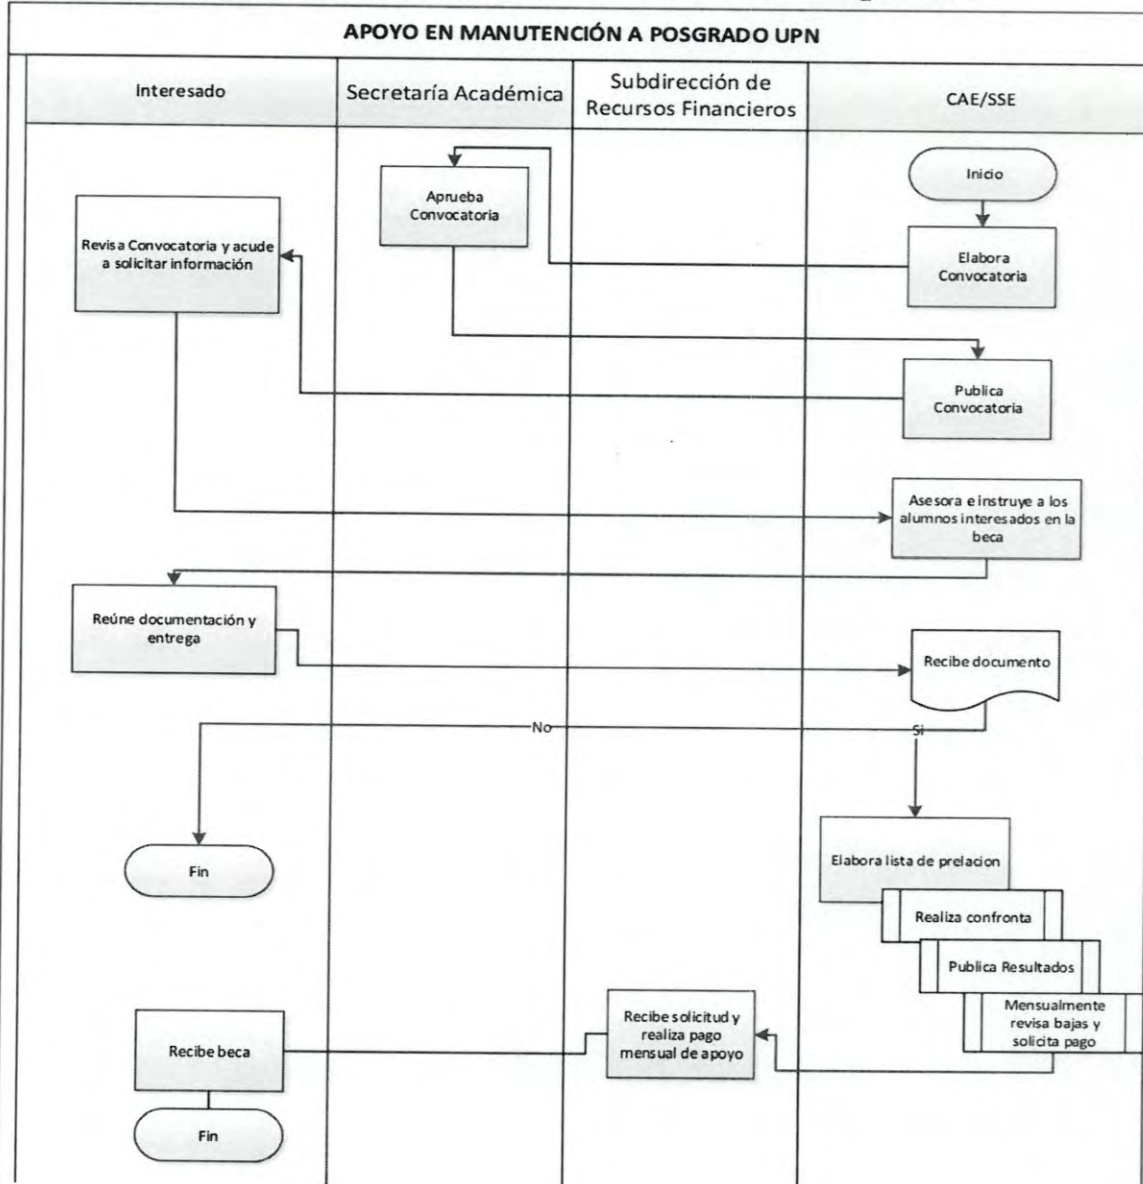 APOYO EN MANUTENCIÓN A POSGRADO UPN
Interesado
Secretaría Académica
Subdirección de
Recursos Financieros
CAE/SSE
Inicio
Aprueba
Convocatoria
Revisa Convocatoria y acude
a solicitar información
Elabora
Convocatoria
Publica
Convocatoria
Asesora e instruye a los
alumnos interesados en la
beca
Reúne documentación y
entrega
Recibe documento
No
Si
Fin
Elabora lista de prelacion
Realiza confronta
Publica Resultados
Mensualmente
revisa bajas y
solicita pago
Recibe solicitud y
realiza pago
mensual de apoyo
Recibe beca
Fin